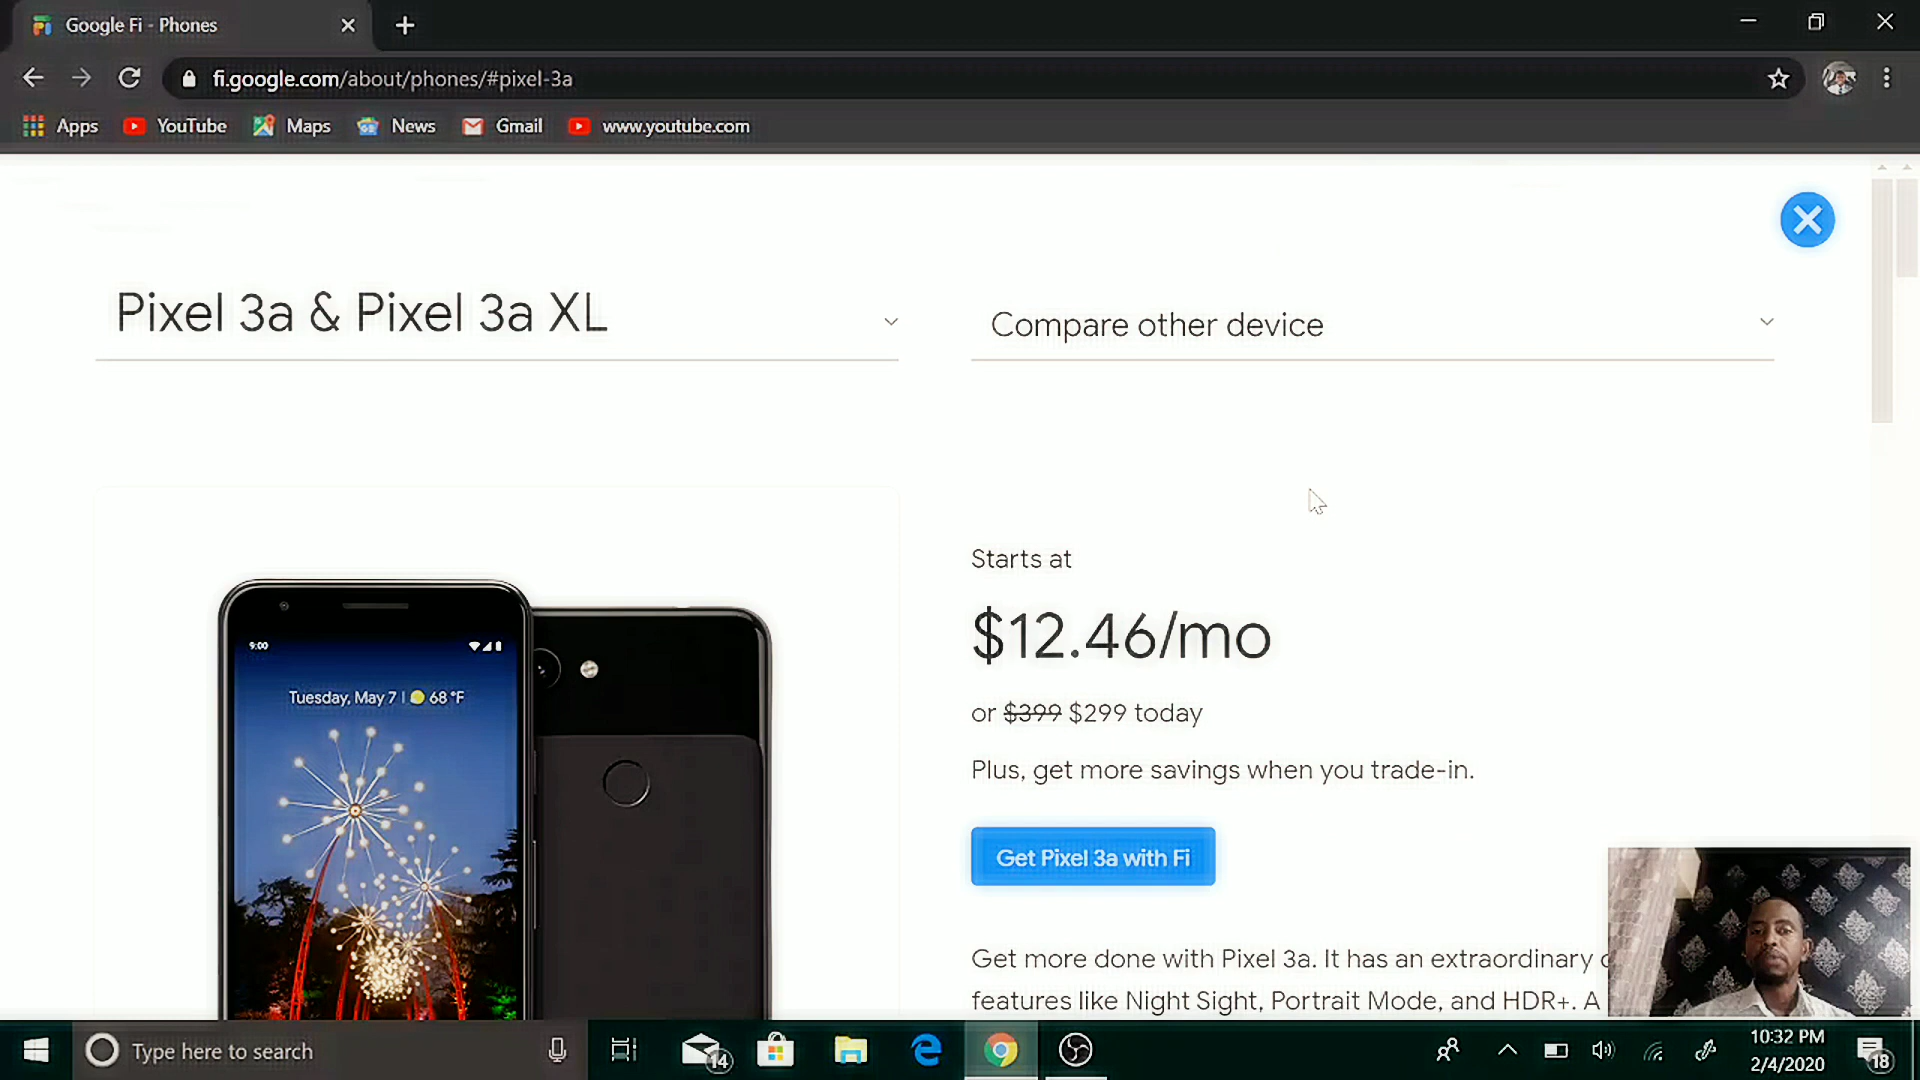 Google Fi - Phones
fi.google.com/about/phones/#pixel-3a
Apps YouTube Maps News Gmail www.youtube.com
Pixel 3a & Pixel 3a XL
Compare other device
9:00
Tuesday, May 7 | 68 °F
Starts at
$12.46/mo
or $399 $299 today
Plus, get more savings when you trade-in.
Get Pixel 3a with Fi
Get more done with Pixel 3a. It has an extraordinary
features like Night Sight, Portrait Mode, and HDR+. A
Type here to search
14
10:32 PM
2/4/2020
18